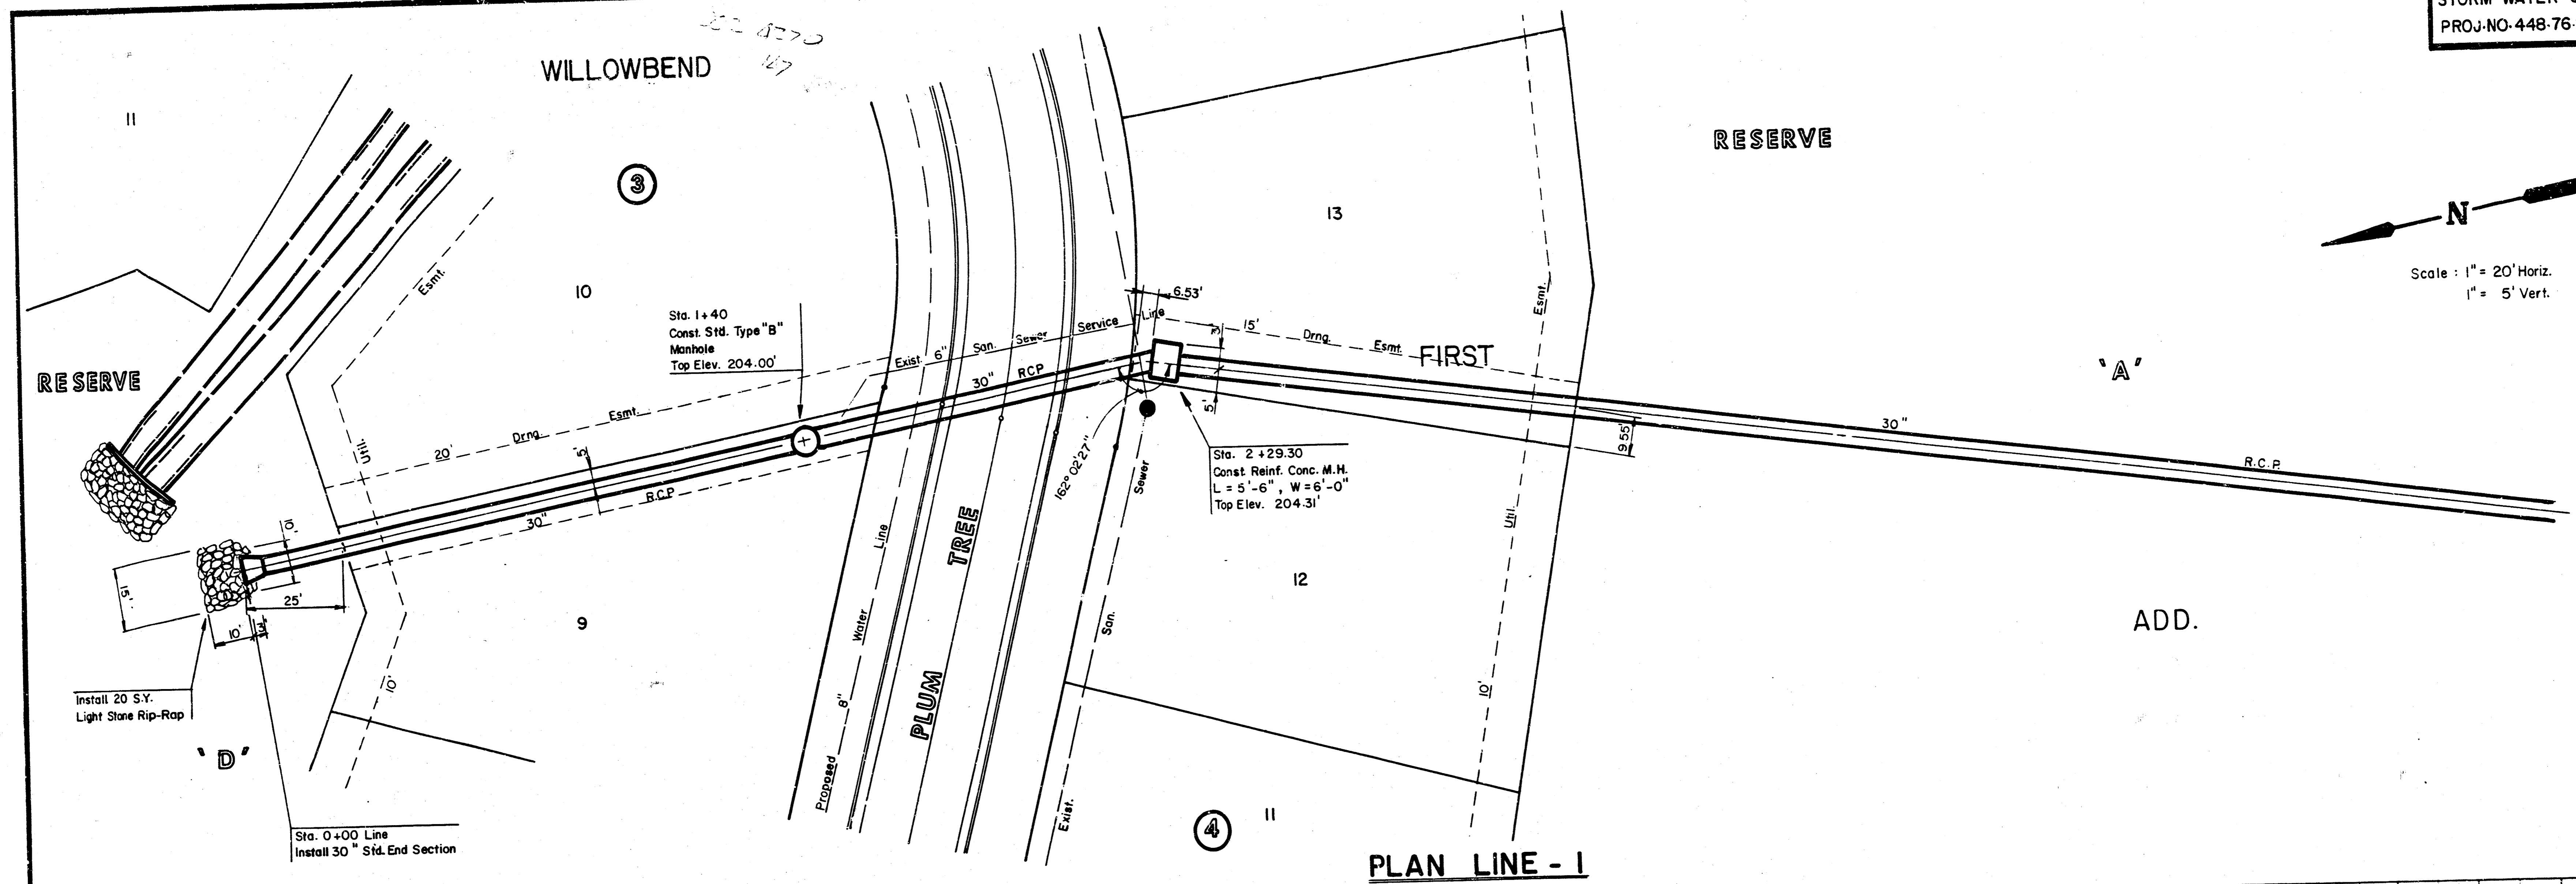 STORM WATER
PROJ·NO·448·76·
WILLOWBEND
11
3
10
RESERVE
13
N
Scale : 1" = 20' Horiz.
1" = 5' Vert.
Esmt.
Sta. 1+40
Const. Std. Type "B"
Manhole
Top Elev. 204.00'
6.53'
Exist. 6" San. Sewer Service Line
3'
15' Drng. Esmt.
FIRST
Esmt.
'A'
RESERVE
20' Drng. Esmt.
30" RCP
5'
5'
Util.
30" R.C.P.
162° 02' 27"
Sta. 2+29.30
Const Reinf. Conc. M.H.
L = 5'-6", W = 6'-0"
Top Elev. 204.31'
9.55'
30" R.C.P.
10'
15'
25'
10'
3'
9
10'
Install 20 S.Y.
Light Stone Rip-Rap
'D'
Sta. 0+00 Line
Install 30" Std. End Section
Proposed 8" Water Line
PLUM TREE
Exist. San. Sewer
12
10' Util.
ADD.
4
11
PLAN LINE - 1